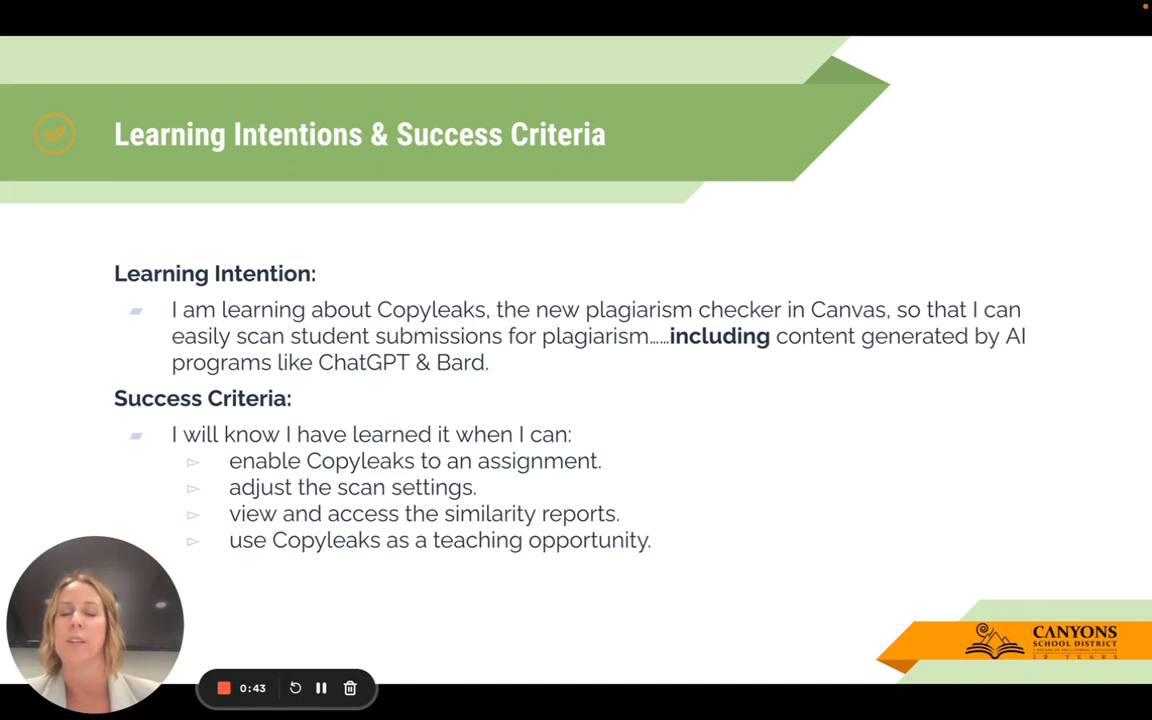 Learning Intentions & Success Criteria
Learning Intention:
I am learning about Copyleaks, the new plagiarism checker in Canvas, so that I can
easily scan student submissions for plagiarism......including content generated by AI
programs like ChatGPT & Bard.
Success Criteria:
I will know I have learned it when I can:
enable Copyleaks to an assignment.
adjust the scan settings.
view and access the similarity reports.
use Copyleaks as a teaching opportunity.
0:43
CANYONS
SCHOOL DISTRICT
10 YEARS